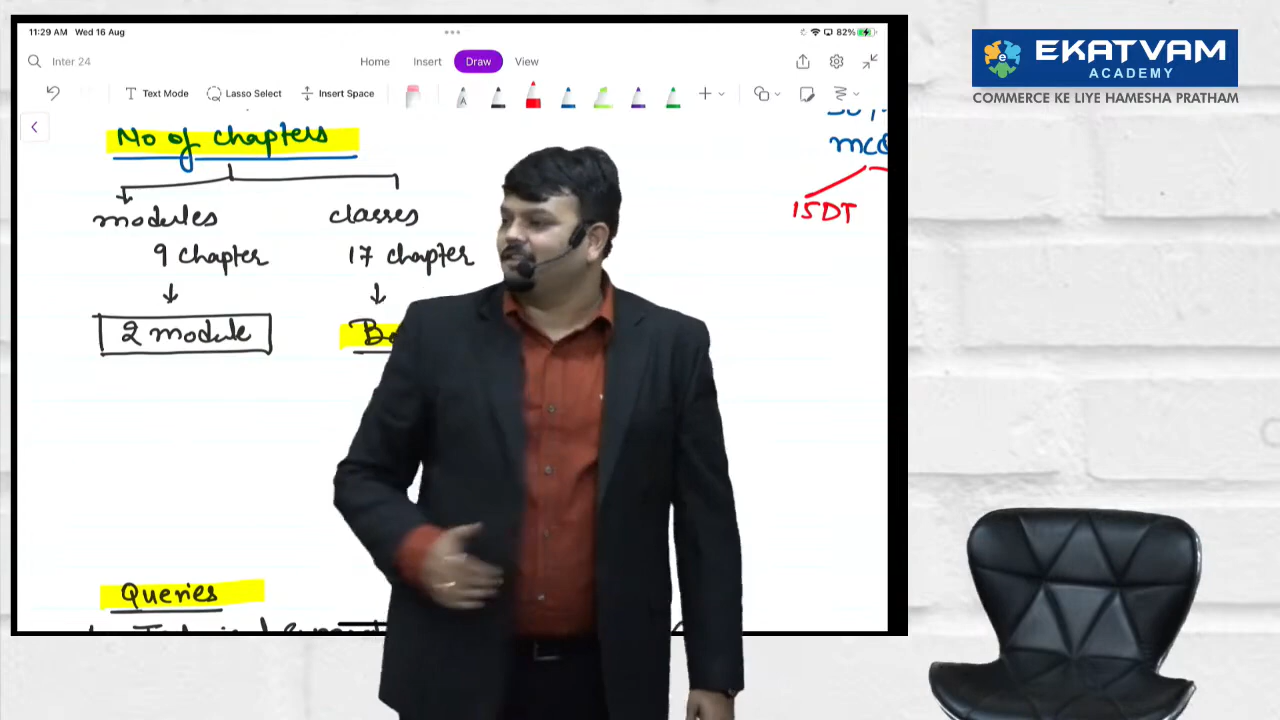 11:29 AM Wed 16 Aug
82%
Inter 24
Home Insert Draw View
Text Mode Lasso Select Insert Space
No of chapters
modules classes
9 chapter 17 chapter
2 module
15DT
Queries
EKATVAM
ACADEMY
COMMERCE KE LIYE HAMESHA PRATHAM